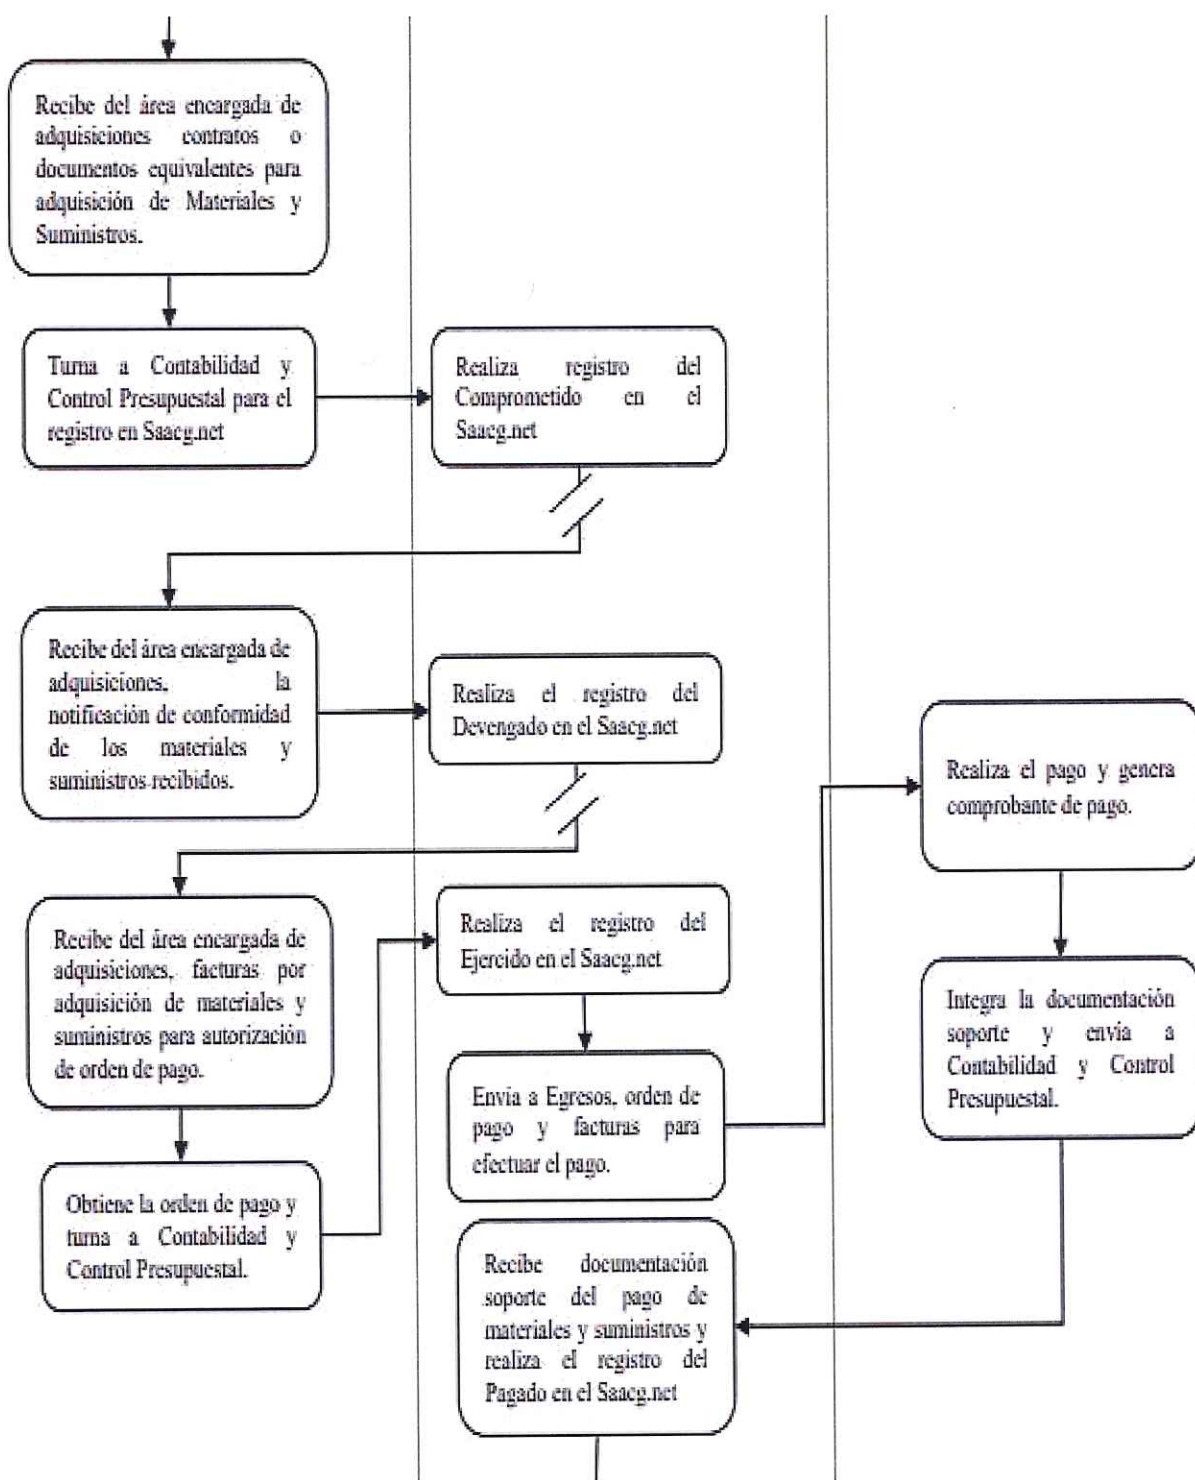 Recibe del área encargada de
adquisiciones contratos o
documentos equivalentes para
adquisición de Materiales y
Suministros.
Turna a Contabilidad y
Control Presupuestal para el
registro en Saacg.net
Realiza registro del
Comprometido en el
Saacg.net
Recibe del área encargada de
adquisiciones, la
notificación de conformidad
de los materiales y
suministros recibidos.
Realiza el registro del
Devengado en el Saacg.net
Recibe del área encargada de
adquisiciones, facturas por
adquisición de materiales y
suministros para autorización
de orden de pago.
Obtiene la orden de pago y
turna a Contabilidad y
Control Presupuestal.
Realiza el registro del
Ejercido en el Saacg.net
Envia a Egresos, orden de
pago y facturas para
efectuar el pago.
Realiza el pago y genera
comprobante de pago.
Integra la documentación
soporte y envia a
Contabilidad y Control
Presupuestal.
Recibe documentación
soporte del pago de
materiales y suministros y
realiza el registro del
Pagado en el Saacg.net